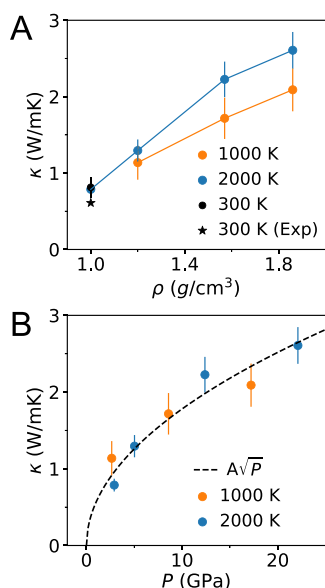 A
3
2
1
0
κ (W/mK)
1000 K
2000 K
300 K
300 K (Exp)
1.0 1.4 1.8
ρ (g/cm³)
B
3
2
1
0
κ (W/mK)
A√P
1000 K
2000 K
0 10 20
P (GPa)